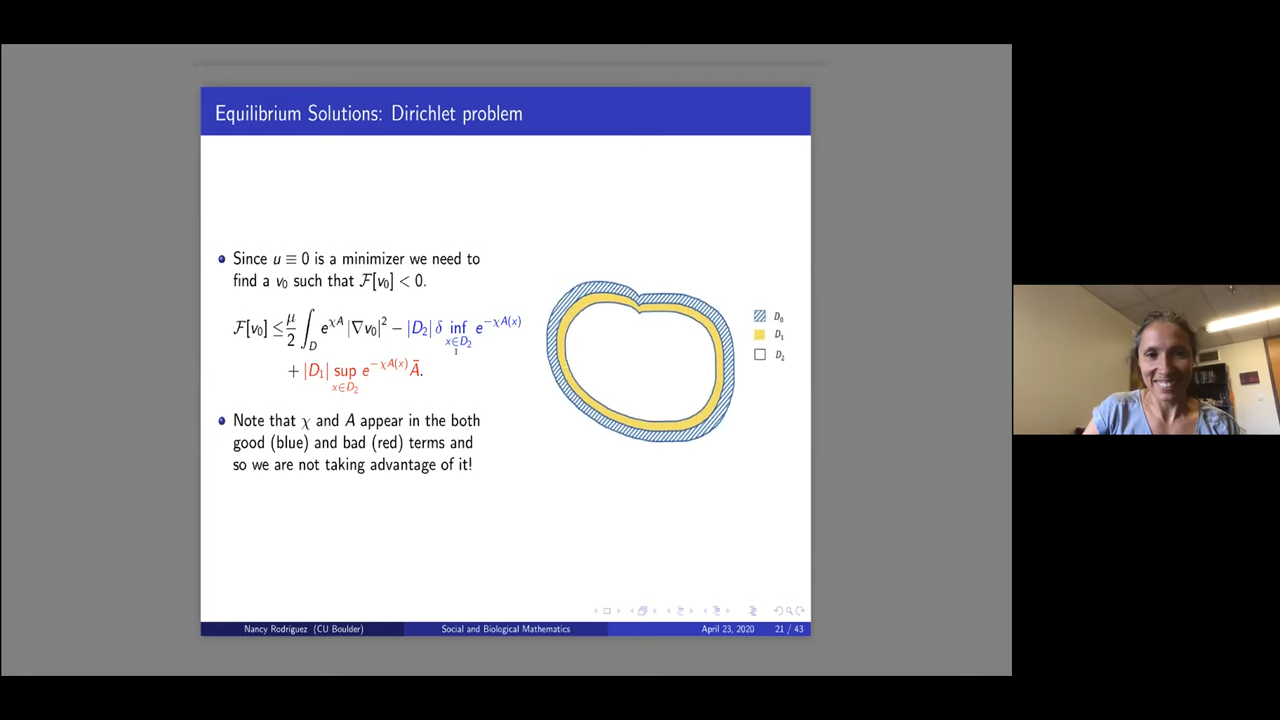 Equilibrium Solutions: Dirichlet problem
Since u ≡ 0 is a minimizer we need to
find a v₀ such that ℱ[v₀] < 0.
ℱ[v₀] ≤ μ/2 ∫_D e^{χA} |∇v₀|² − |D₂| δ inf_{x∈D₂} e^{−χA(x)}
+ |D₁| sup_{x∈D₂} e^{−χA(x)} Ā.
Note that χ and A appear in the both
good (blue) and bad (red) terms and
so we are not taking advantage of it!
D₀
D₁
D₂
Nancy Rodriguez (CU Boulder) Social and Biological Mathematics April 23, 2020 21 / 43